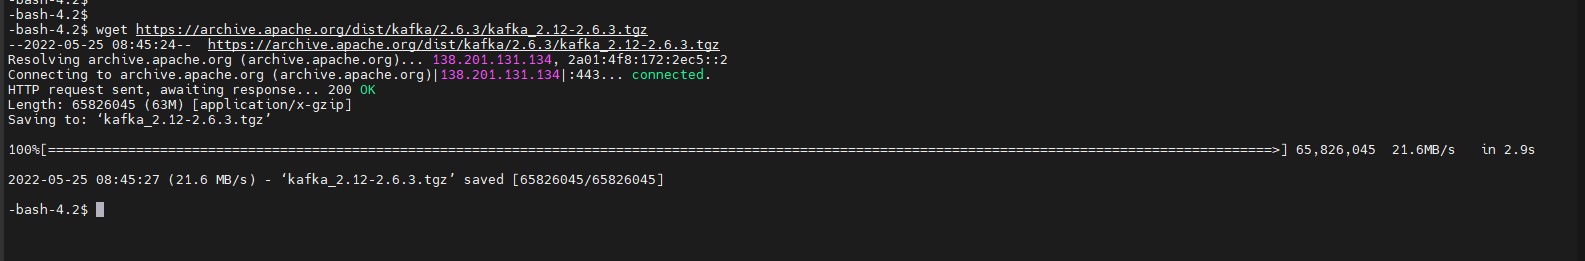 -bash-4.2$
-bash-4.2$
-bash-4.2$ wget https://archive.apache.org/dist/kafka/2.6.3/kafka_2.12-2.6.3.tgz
--2022-05-25 08:45:24--  https://archive.apache.org/dist/kafka/2.6.3/kafka_2.12-2.6.3.tgz
Resolving archive.apache.org (archive.apache.org)... 138.201.131.134, 2a01:4f8:172:2ec5::2
Connecting to archive.apache.org (archive.apache.org)|138.201.131.134|:443... connected.
HTTP request sent, awaiting response... 200 OK
Length: 65826045 (63M) [application/x-gzip]
Saving to: ‘kafka_2.12-2.6.3.tgz’
100%[=========================================================================================================================================================>] 65,826,045  21.6MB/s   in 2.9s
2022-05-25 08:45:27 (21.6 MB/s) - ‘kafka_2.12-2.6.3.tgz’ saved [65826045/65826045]
-bash-4.2$